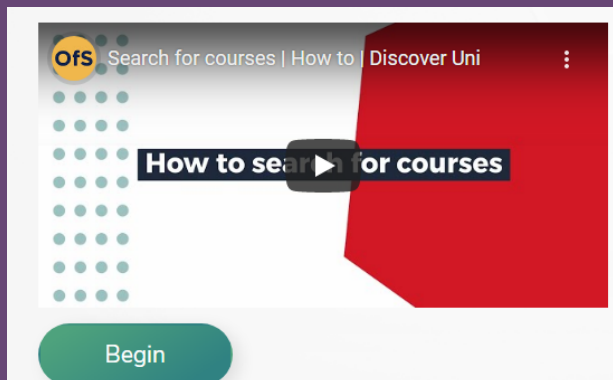 OfS Search for courses | How to | Discover Uni
How to search for courses
Begin